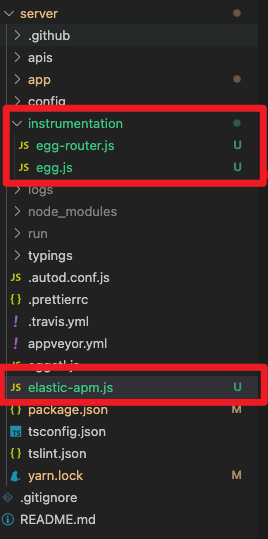 server
.github
apis
app
config
instrumentation
JS egg-router.js U
JS egg.js U
logs
node_modules
run
typings
JS .autod.conf.js
{} .prettierrc
! .travis.yml
! appveyor.yml
JS elastic-apm.js U
{} package.json M
TS tsconfig.json
{} tslint.json
yarn.lock M
.gitignore
README.md